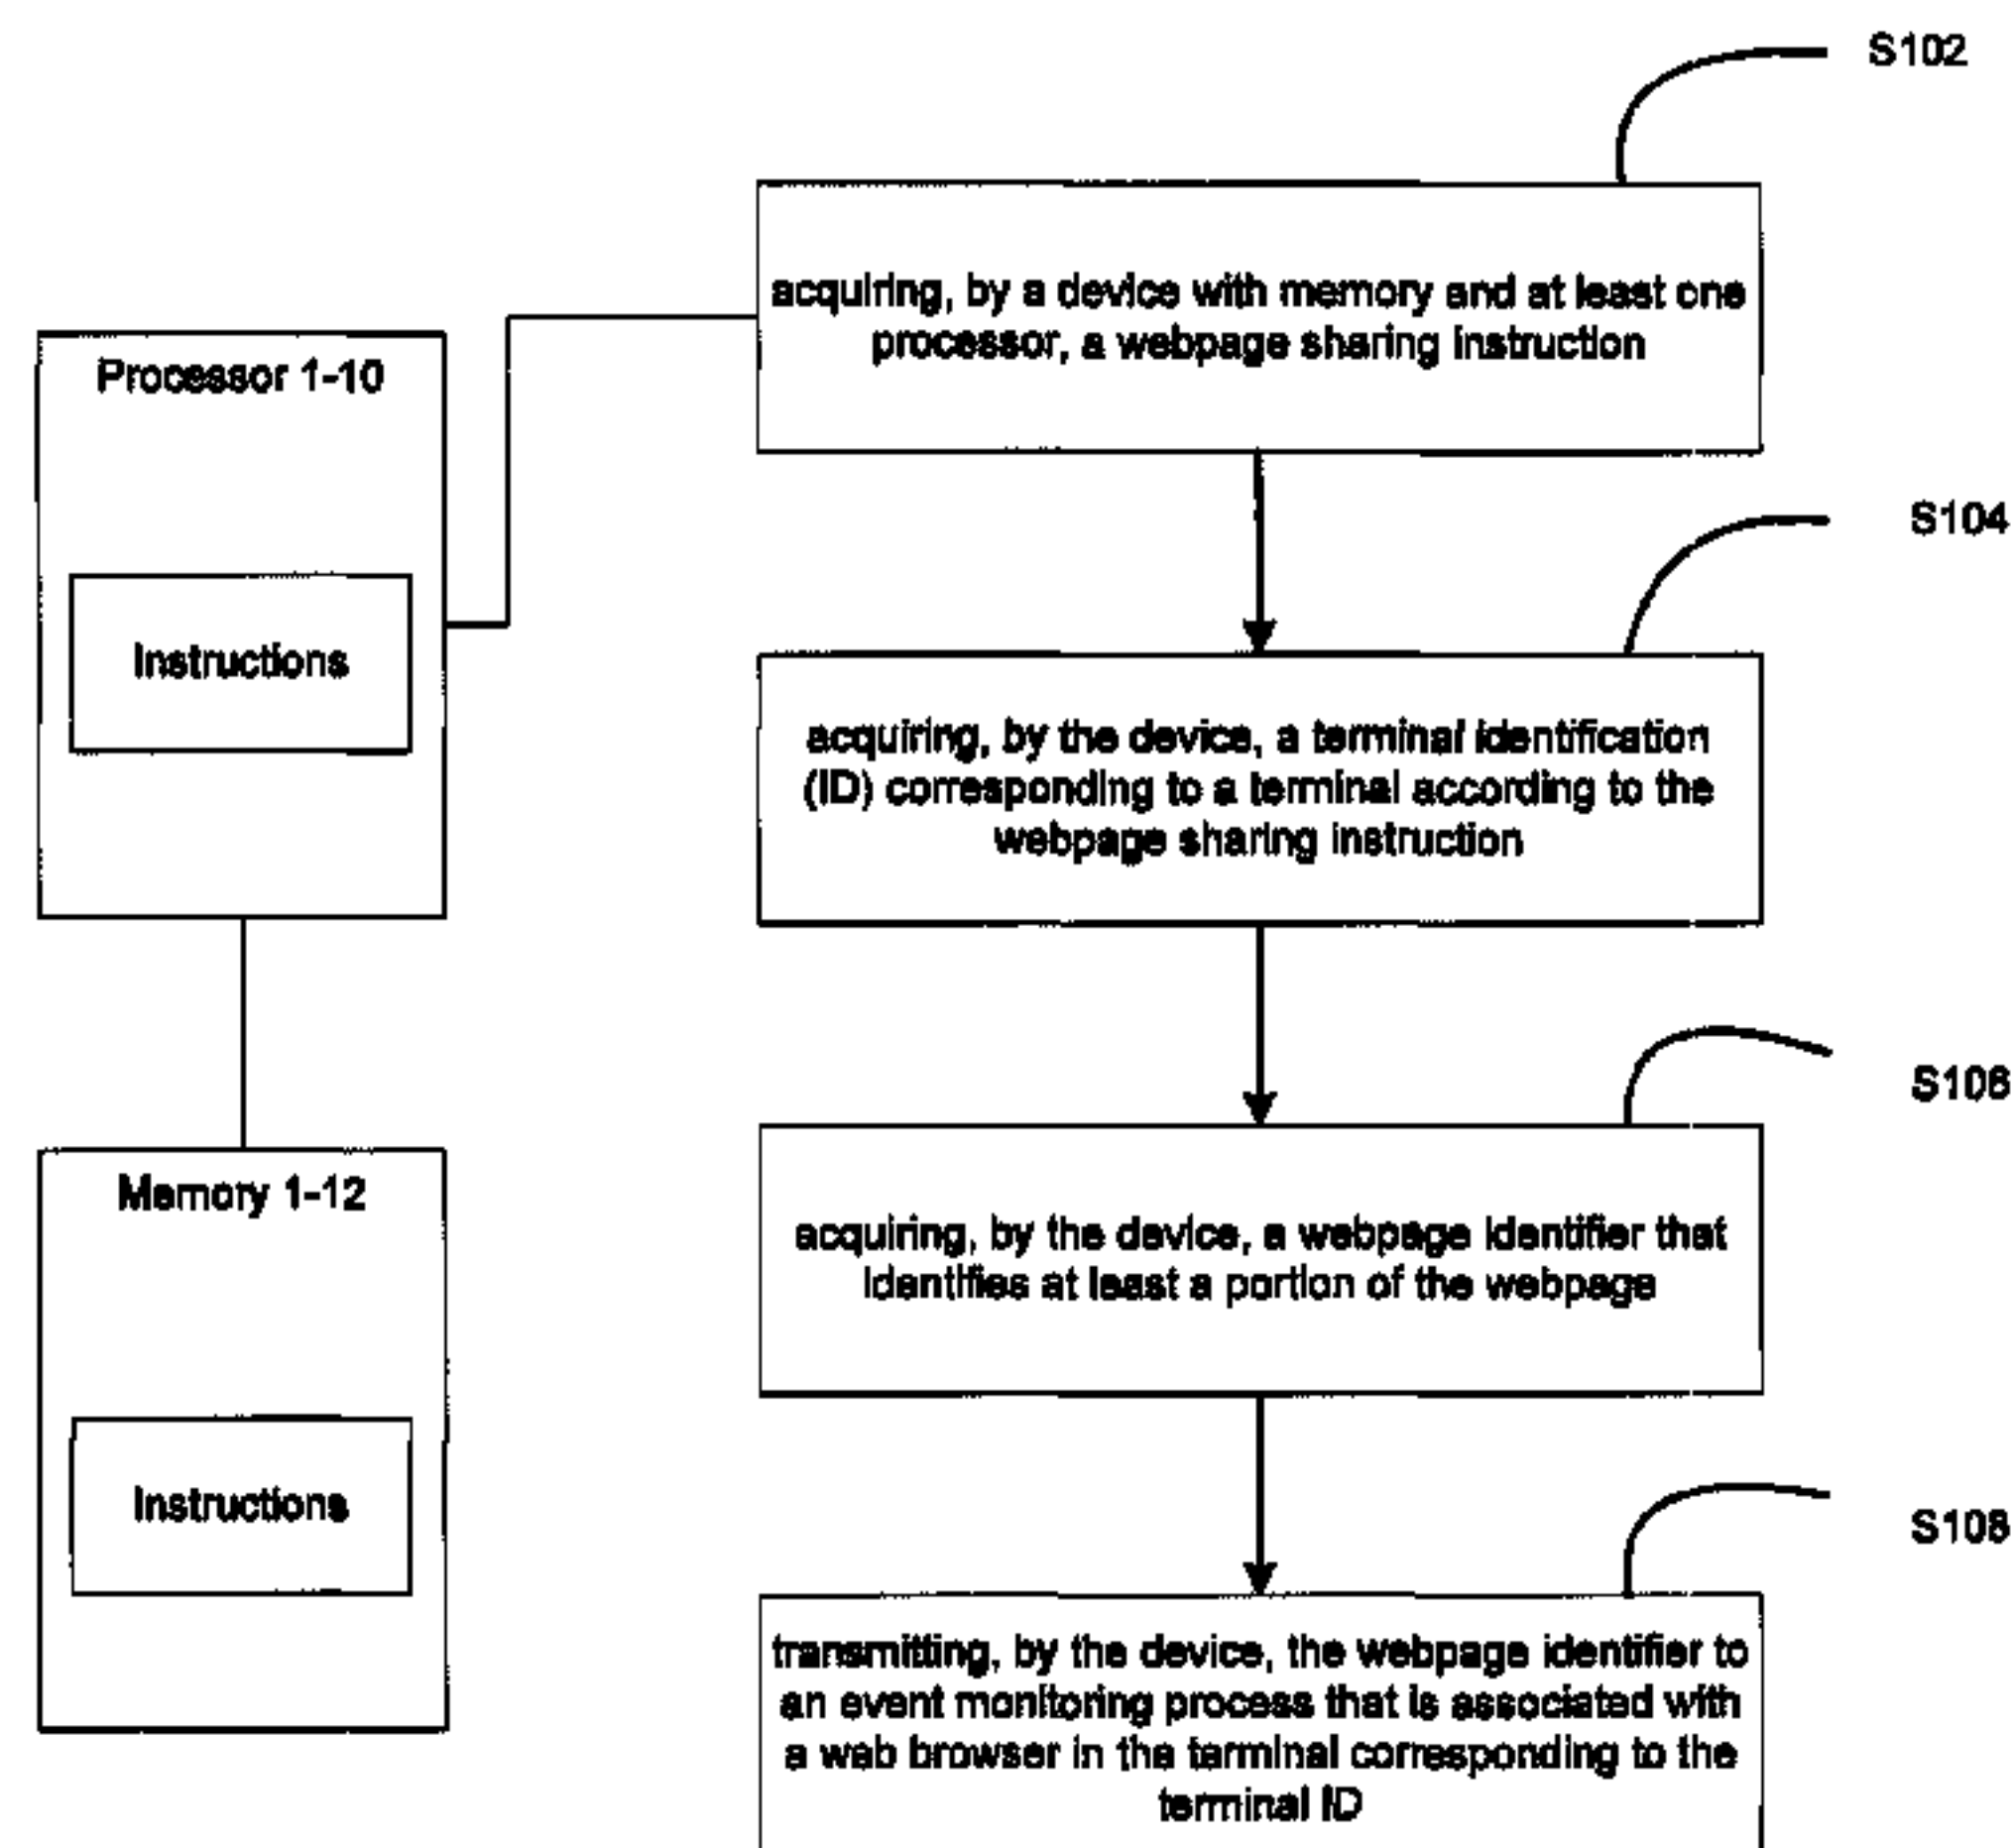 S102
acquiring, by a device with memory and at least one
processor, a webpage sharing instruction
Processor 1-10
Instructions
S104
acquiring, by the device, a terminal identification
(ID) corresponding to a terminal according to the
webpage sharing instruction
S106
Memory 1-12
acquiring, by the device, a webpage identifier that
identifies at least a portion of the webpage
Instructions
S108
transmitting, by the device, the webpage identifier to
an event monitoring process that is associated with
a web browser in the terminal corresponding to the
terminal ID